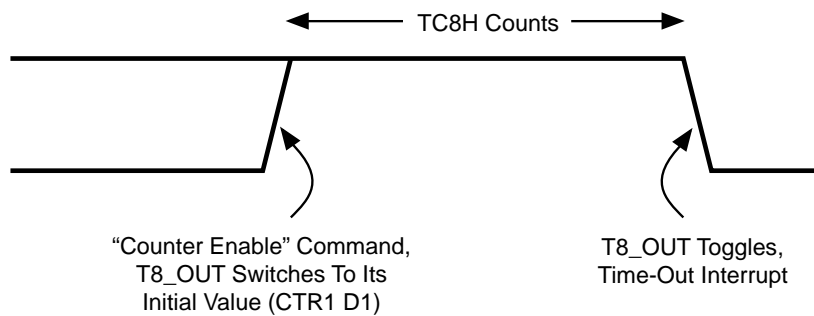 TC8H Counts
“Counter Enable” Command,
T8_OUT Switches To Its
Initial Value (CTR1 D1)
T8_OUT Toggles,
Time-Out Interrupt